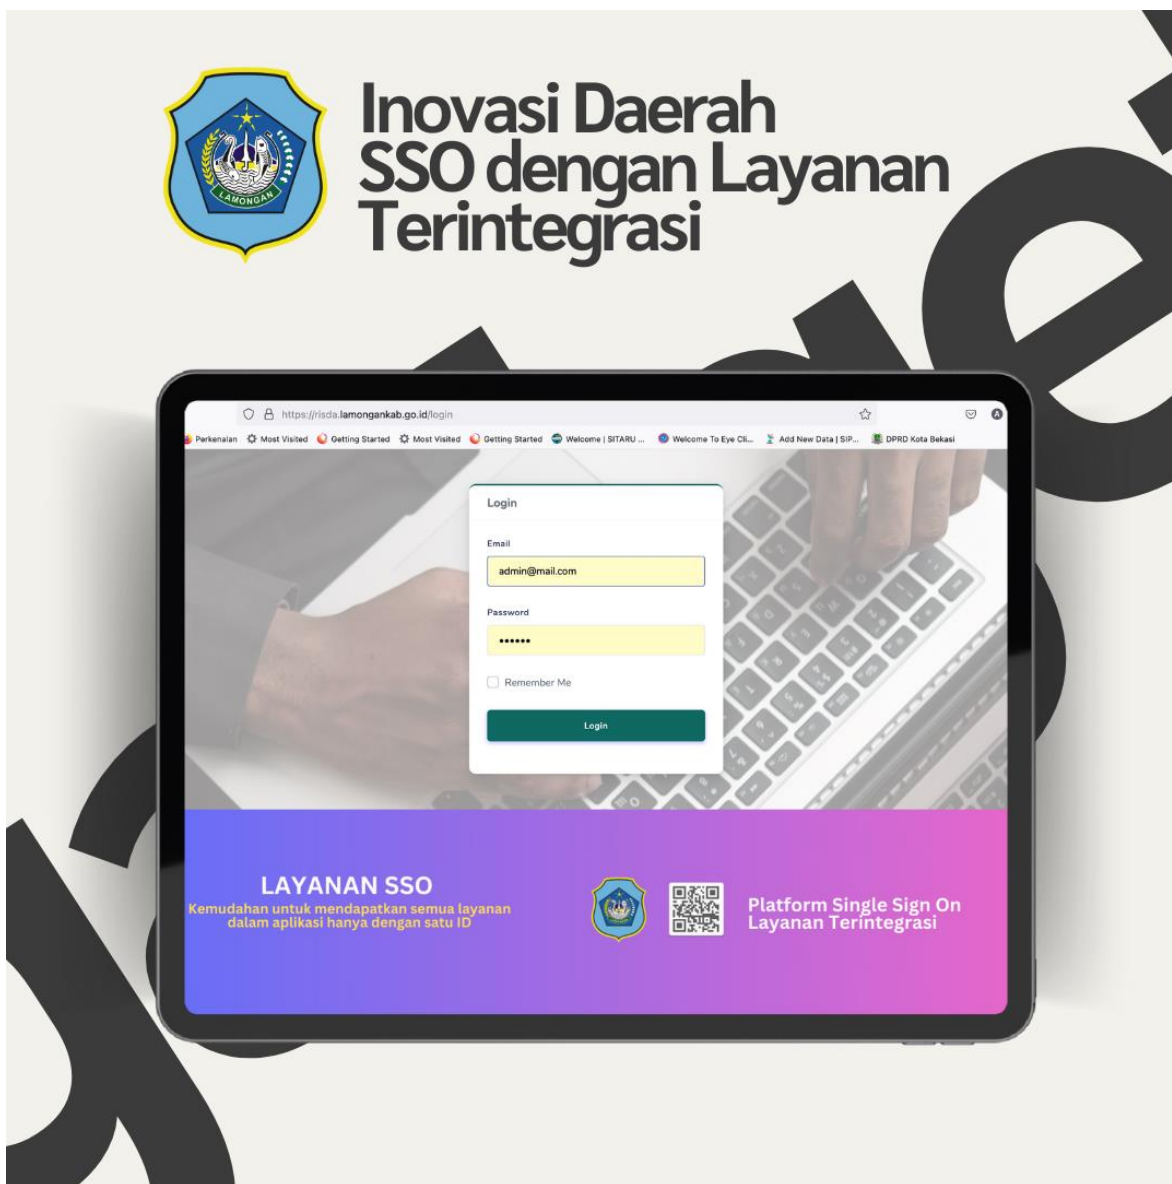 Inovasi Daerah
SSO dengan Layanan
Terintegrasi
LAMONGAN
https://risda.lamongankab.go.id/login
Perkenalan Most Visited Getting Started Most Visited Getting Started Welcome | SITARU ... Welcome To Eye Cli... Add New Data | SIP... DPRD Kota Bekasi
Login
Email
admin@mail.com
Password
••••••
Remember Me
Login
LAYANAN SSO
Kemudahan untuk mendapatkan semua layanan
dalam aplikasi hanya dengan satu ID
Platform Single Sign On
Layanan Terintegrasi